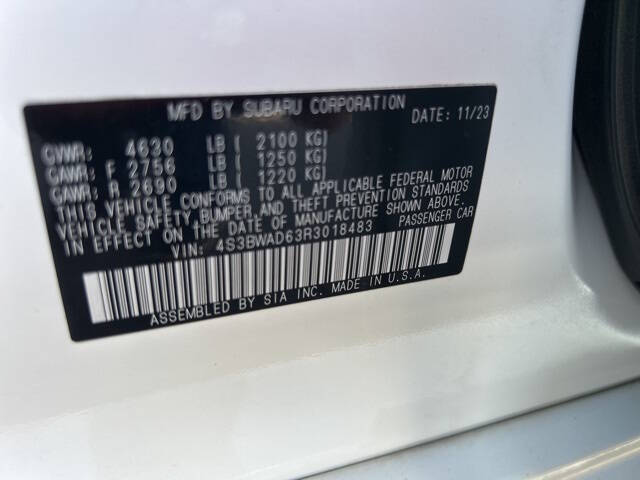 MFD BY SUBARU CORPORATION DATE: 11/23
GVWR: 4630 LB ( 2100 KG)
GAWR: F 2756 LB ( 1250 KG)
GAWR: R 2690 LB ( 1220 KG)
THIS VEHICLE CONFORMS TO ALL APPLICABLE FEDERAL MOTOR
VEHICLE SAFETY, BUMPER, AND THEFT PREVENTION STANDARDS
IN EFFECT ON THE DATE OF MANUFACTURE SHOWN ABOVE.
VIN: 4S3BWAD63R3018483 PASSENGER CAR
ASSEMBLED BY SIA INC. MADE IN U.S.A.